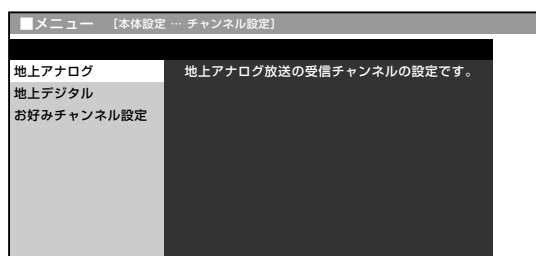 ■メニュー [本体設定 … チャンネル設定]
地上アナログ
地上アナログ放送の受信チャンネルの設定です。
地上デジタル
お好みチャンネル設定